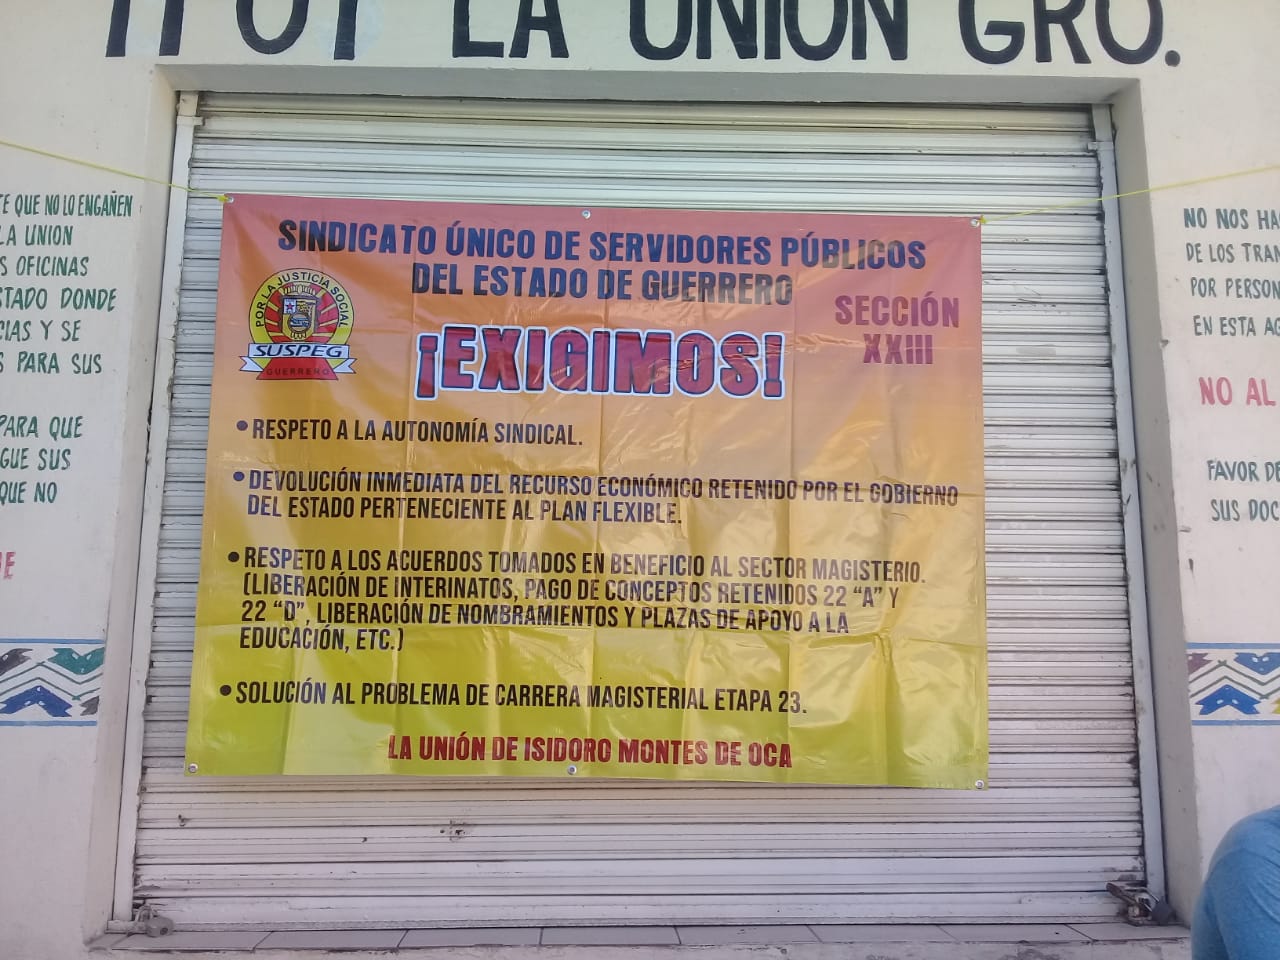 LA UNIÓN GRO.
TE QUE NO LO ENGAÑEN
LA UNION
S OFICINAS
STADO DONDE
CIAS Y SE
S PARA SUS
PARA QUE
GUE SUS
QUE NO
SINDICATO ÚNICO DE SERVIDORES PÚBLICOS
DEL ESTADO DE GUERRERO
POR LA JUSTICIA SOCIAL
SUSPEG
GUERRERO
SECCIÓN
XXIII
¡EXIGIMOS!
• RESPETO A LA AUTONOMÍA SINDICAL.
• DEVOLUCIÓN INMEDIATA DEL RECURSO ECONÓMICO RETENIDO POR EL GOBIERNO
DEL ESTADO PERTENECIENTE AL PLAN FLEXIBLE.
• RESPETO A LOS ACUERDOS TOMADOS EN BENEFICIO AL SECTOR MAGISTERIO.
(LIBERACIÓN DE INTERINATOS, PAGO DE CONCEPTOS RETENIDOS 22 “A” Y
22 “D”, LIBERACIÓN DE NOMBRAMIENTOS Y PLAZAS DE APOYO A LA
EDUCACIÓN, ETC.)
• SOLUCIÓN AL PROBLEMA DE CARRERA MAGISTERIAL ETAPA 23.
LA UNIÓN DE ISIDORO MONTES DE OCA
NO NOS HA
DE LOS TRAN
POR PERSON
EN ESTA AG
NO AL
FAVOR DE
SUS DOC